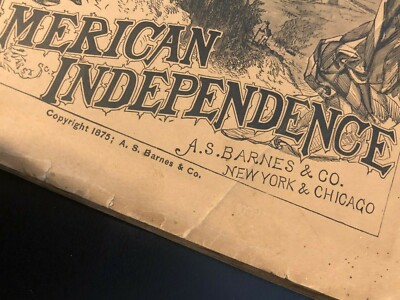 MERICAN
INDEPENDENCE
Copyright 1875; A. S. Barnes & Co.
A.S. BARNES & CO.
NEW YORK & CHICAGO